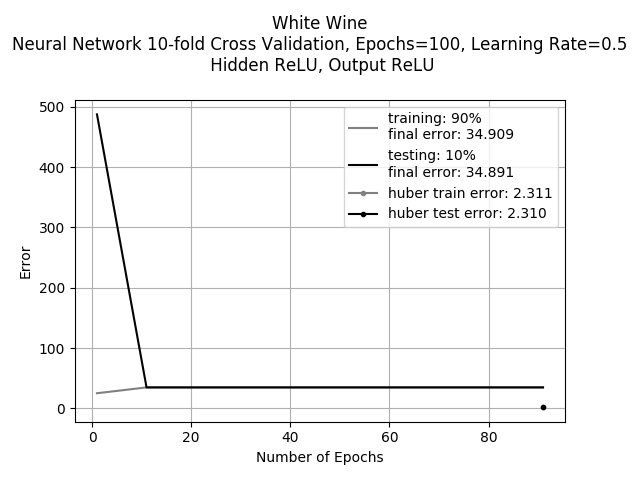 White Wine
Neural Network 10-fold Cross Validation, Epochs=100, Learning Rate=0.5
Hidden ReLU, Output ReLU
500
400
300
200
100
0
Error
training: 90%
final error: 34.909
testing: 10%
final error: 34.891
huber train error: 2.311
huber test error: 2.310
0 20 40 60 80
Number of Epochs